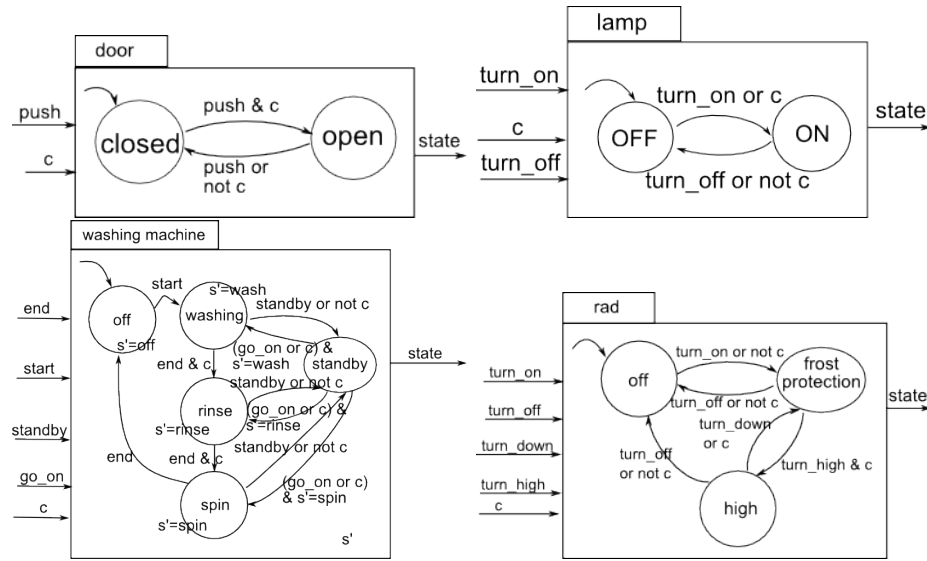 door
push
c
closed
push & c
open
push or
not c
state
lamp
turn_on
c
turn_off
OFF
turn_on or c
ON
turn_off or not c
state
washing machine
end
start
standby
go_on
c
off
s'=off
start
s'=wash
washing
standby or not c
(go_on or c) &
s'=wash
standby
end & c
standby or not c
rinse
(go_on or c) &
s'=rinse
s'=rinse
standby or not c
end & c
end
spin
(go_on or c)
& s'=spin
s'=spin
s'
state
rad
turn_on
turn_off
turn_down
turn_high
c
off
turn_on or not c
frost
protection
turn_off or not c
turn_down
or c
turn_off
or not c
turn_high & c
high
state